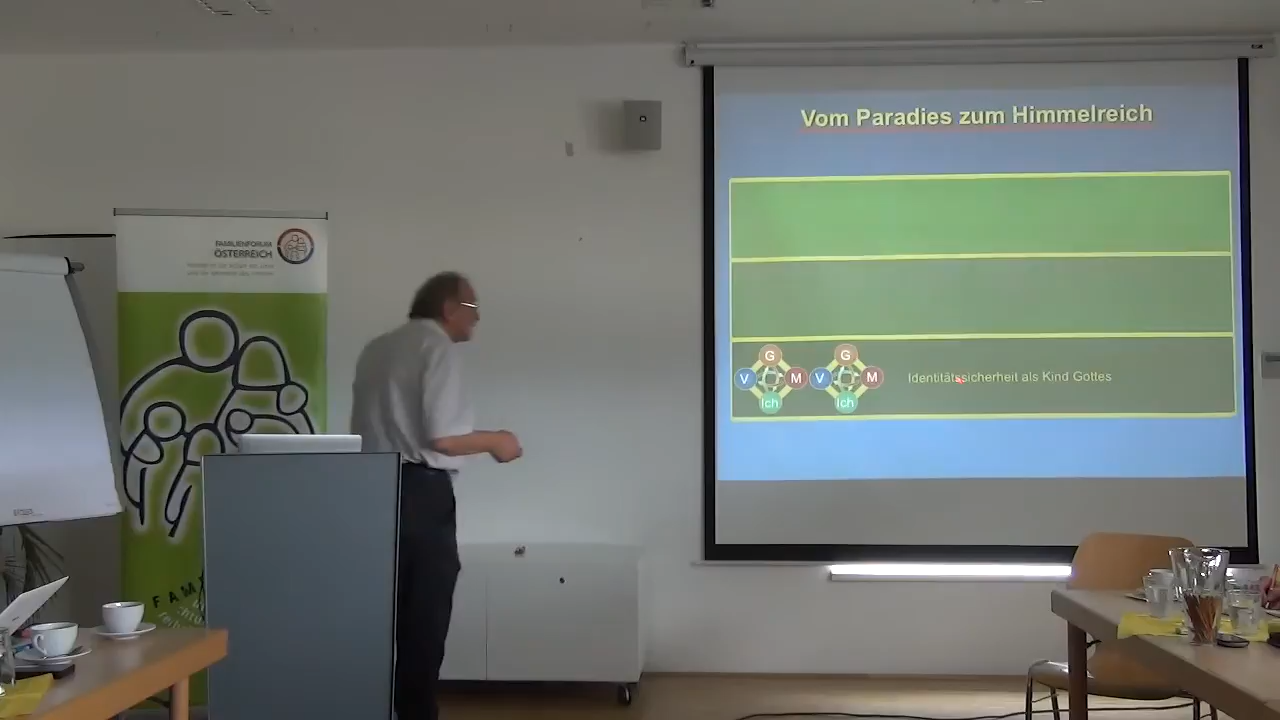 Vom Paradies zum Himmelreich
FAMILIENFORUM
ÖSTERREICH
G G
V M V M
Identitätssicherheit als Kind Gottes
Ich Ich